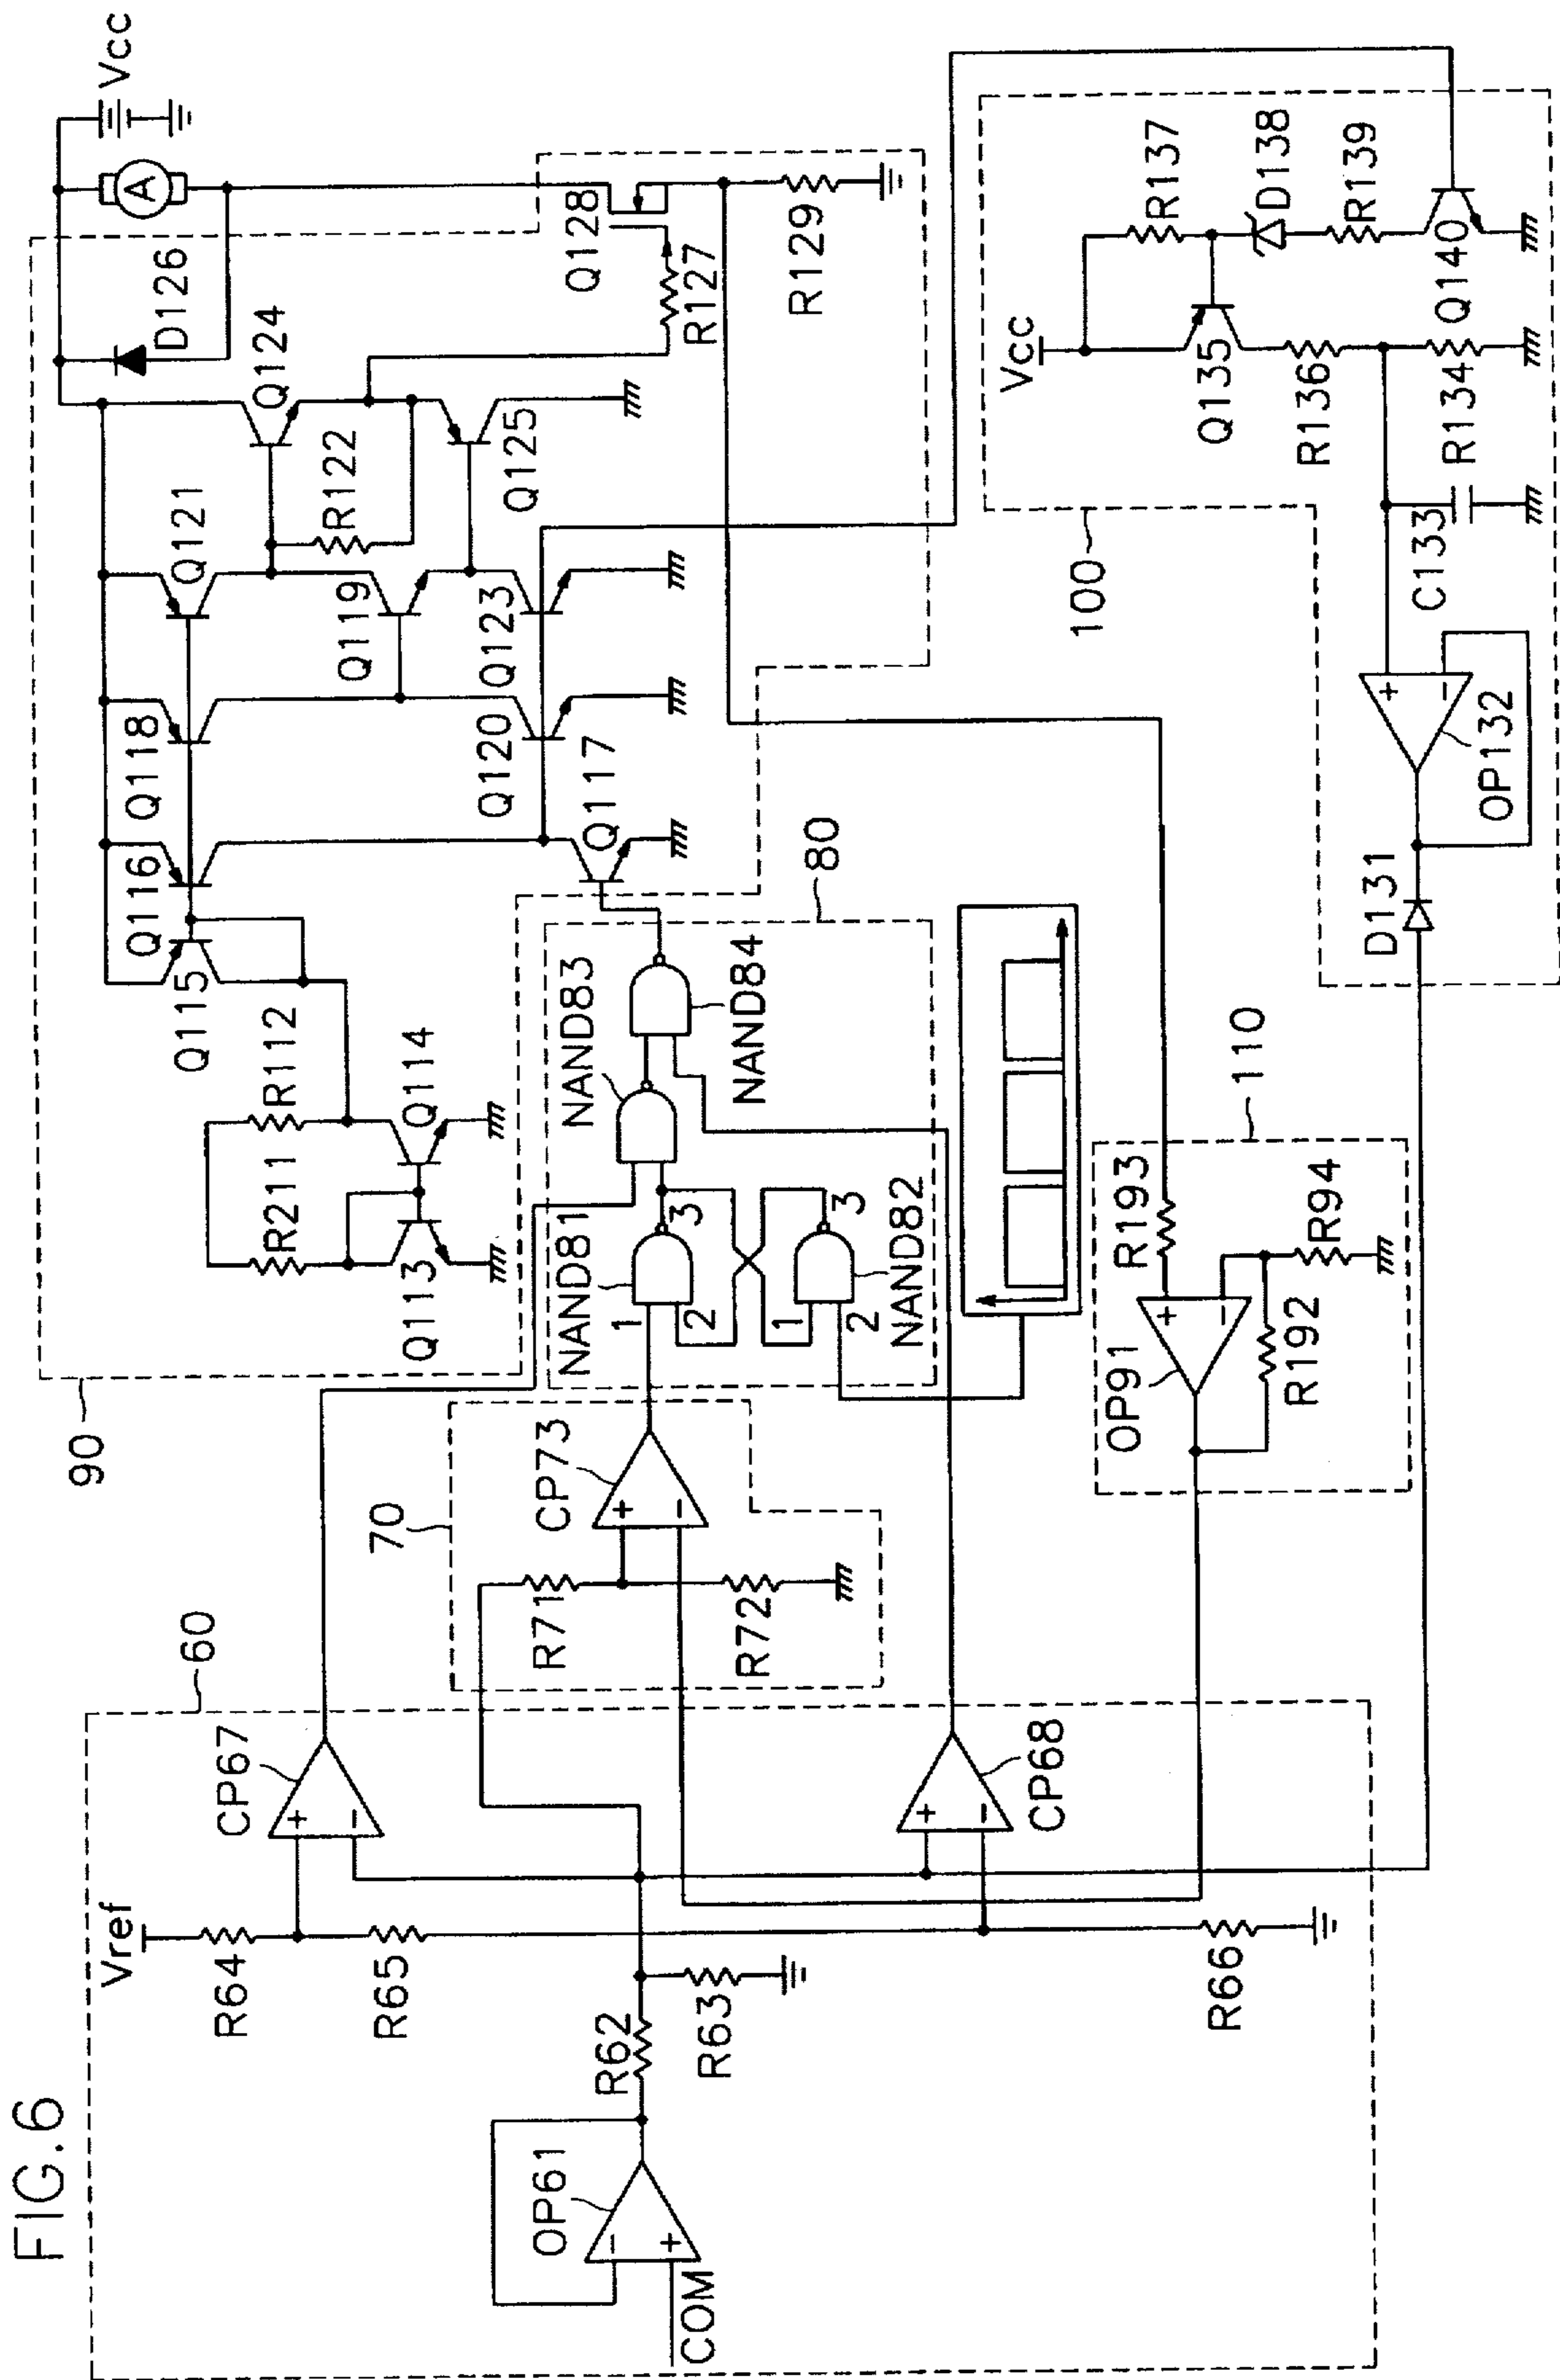 FIG.6
60
COM
OP61
R62
R63
Vref
R64
R65
R66
CP67
CP68
+
-
70
R71
R72
CP73
80
NAND81
NAND82
NAND83
NAND84
1
2
3
1
2
3
90
R211
R112
Q113
Q114
Q115
Q116
Q117
Q118
Q119
Q120
Q121
R122
Q123
Q124
Q125
D126
R127
Q128
R129
A
Vcc
100
D131
OP132
C133
R134
Q135
R136
R137
D138
R139
Q140
Vcc
110
OP91
R192
R193
R94